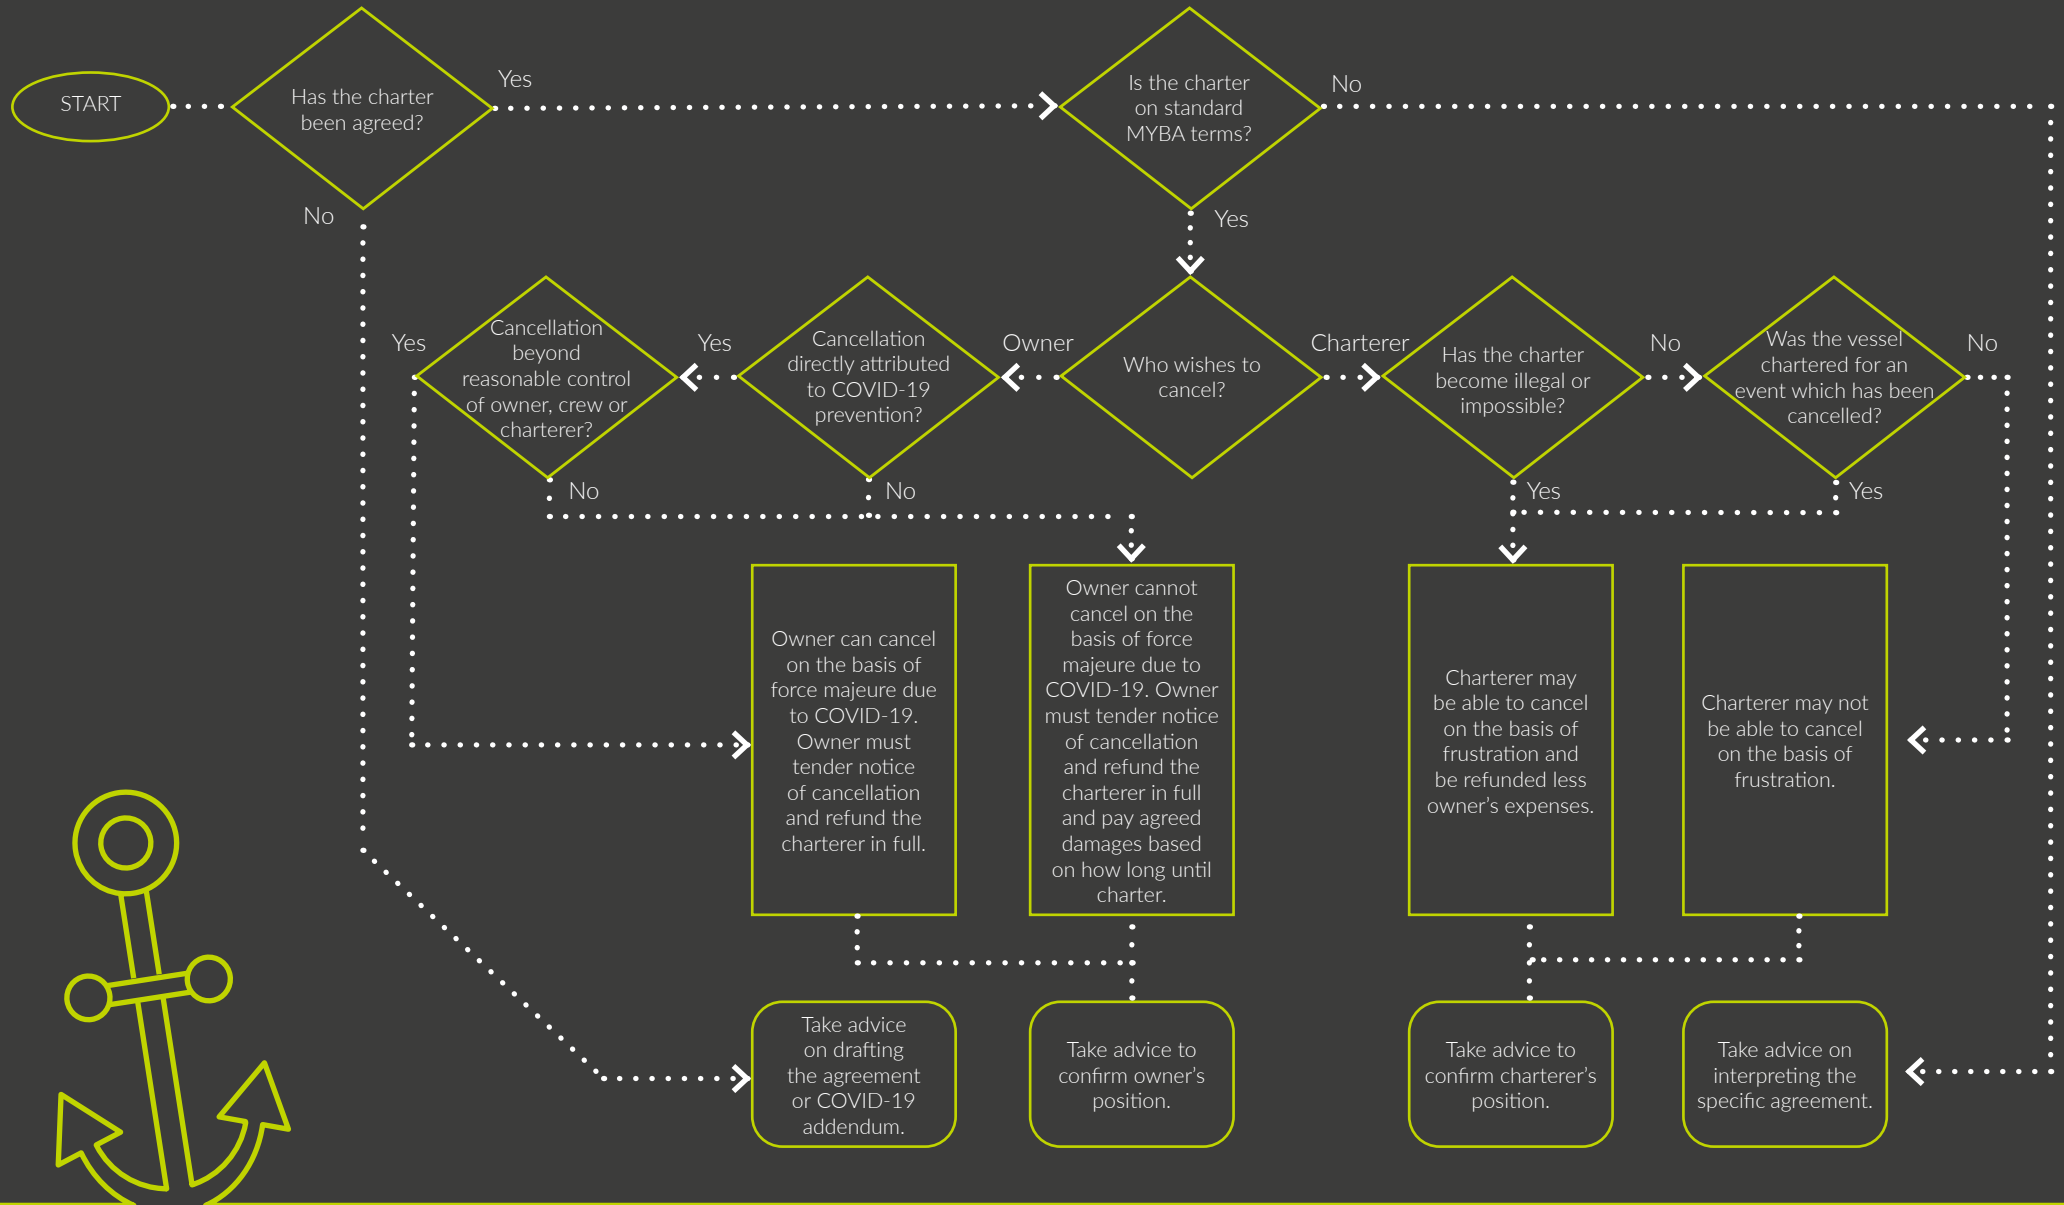 START
Has the charter
been agreed?
Yes
No
Is the charter
on standard
MYBA terms?
No
Yes
Yes
Cancellation
beyond
reasonable control
of owner, crew or
charterer?
No
Yes
Cancellation
directly attributed
to COVID-19
prevention?
No
Owner
Who wishes to
cancel?
Charterer
Has the charter
become illegal or
impossible?
Yes
No
Was the vessel
chartered for an
event which has been
cancelled?
Yes
No
Owner can cancel
on the basis of
force majeure due
to COVID-19.
Owner must
tender notice
of cancellation
and refund the
charterer in full.
Owner cannot
cancel on the
basis of force
majeure due to
COVID-19. Owner
must tender notice
of cancellation
and refund the
charterer in full
and pay agreed
damages based
on how long until
charter.
Charterer may
be able to cancel
on the basis of
frustration and
be refunded less
owner’s expenses.
Charterer may not
be able to cancel
on the basis of
frustration.
Take advice
on drafting
the agreement
or COVID-19
addendum.
Take advice to
confirm owner’s
position.
Take advice to
confirm charterer’s
position.
Take advice on
interpreting the
specific agreement.